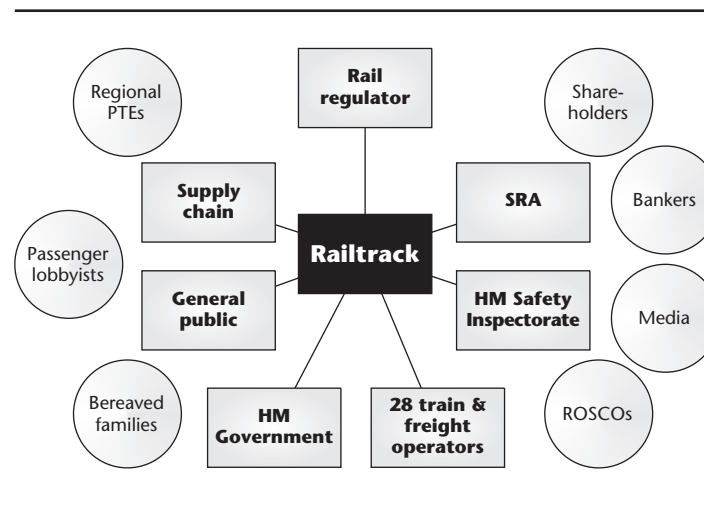 Regional
PTEs
Rail
regulator
Share-
holders
Supply
chain
SRA
Bankers
Passenger
lobbyists
Railtrack
General
public
HM Safety
Inspectorate
Media
Bereaved
families
HM
Government
28 train &
freight
operators
ROSCOs